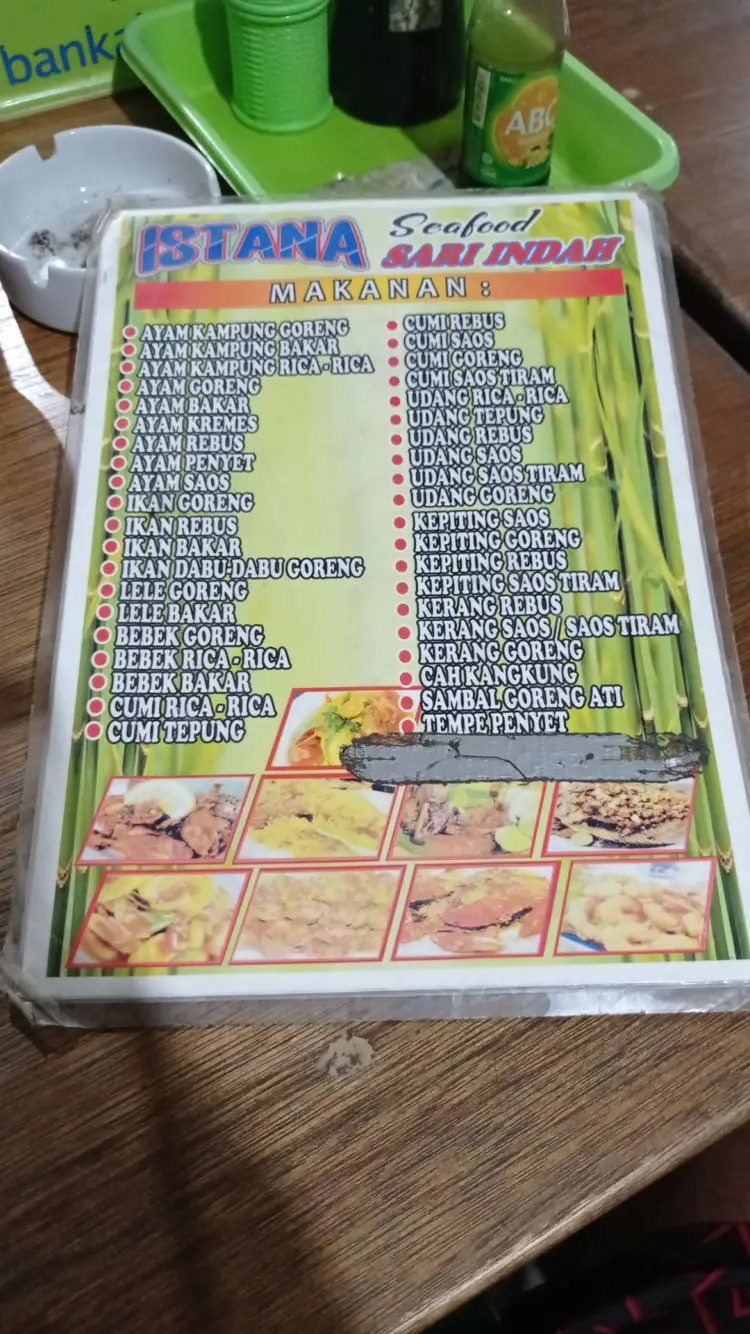 banka
ABC
ISTANA Seafood SARI INDAH
MAKANAN :
AYAM KAMPUNG GORENG
AYAM KAMPUNG BAKAR
AYAM KAMPUNG RICA - RICA
AYAM GORENG
AYAM BAKAR
AYAM KREMES
AYAM REBUS
AYAM PENYET
AYAM SAOS
IKAN GORENG
IKAN REBUS
IKAN BAKAR
IKAN DABU-DABU GORENG
LELE GORENG
LELE BAKAR
BEBEK GORENG
BEBEK RICA - RICA
BEBEK BAKAR
CUMI RICA - RICA
CUMI TEPUNG
CUMI REBUS
CUMI SAOS
CUMI GORENG
CUMI SAOS TIRAM
UDANG RICA - RICA
UDANG TEPUNG
UDANG REBUS
UDANG SAOS
UDANG SAOS TIRAM
UDANG GORENG
KEPITING SAOS
KEPITING GORENG
KEPITING REBUS
KEPITING SAOS TIRAM
KERANG REBUS
KERANG SAOS / SAOS TIRAM
KERANG GORENG
CAH KANGKUNG
SAMBAL GORENG ATI
TEMPE PENYET